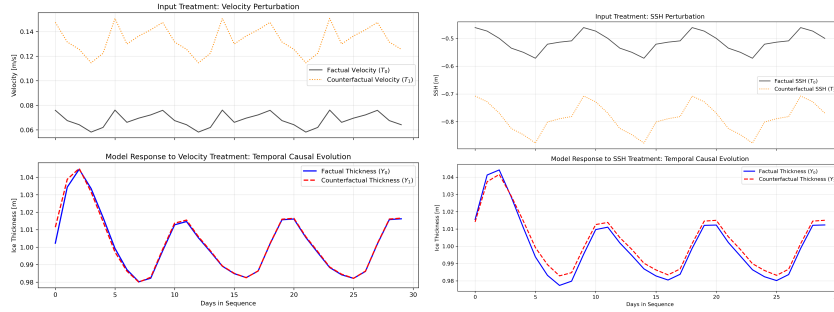 Input Treatment: Velocity Perturbation
0.14
0.12
0.10
0.08
0.06
Velocity [m/s]
Factual Velocity (T₀)
Counterfactual Velocity (T₁)
Model Response to Velocity Treatment: Temporal Causal Evolution
1.04
1.03
1.02
1.01
1.00
0.99
0.98
Ice Thickness [m]
Factual Thickness (Y₀)
Counterfactual Thickness (Y₁)
0 5 10 15 20 25 30
Days in Sequence
Input Treatment: SSH Perturbation
−0.5
−0.6
−0.7
−0.8
SSH [m]
Factual SSH (T₀)
Counterfactual SSH (T
Model Response to SSH Treatment: Temporal Causal Evolution
1.04
1.03
1.02
1.01
1.00
0.99
0.98
Ice Thickness [m]
Factual Thickness (Y₀)
Counterfactual Thickness (Y
0 5 10 15 20 25
Days in Sequence